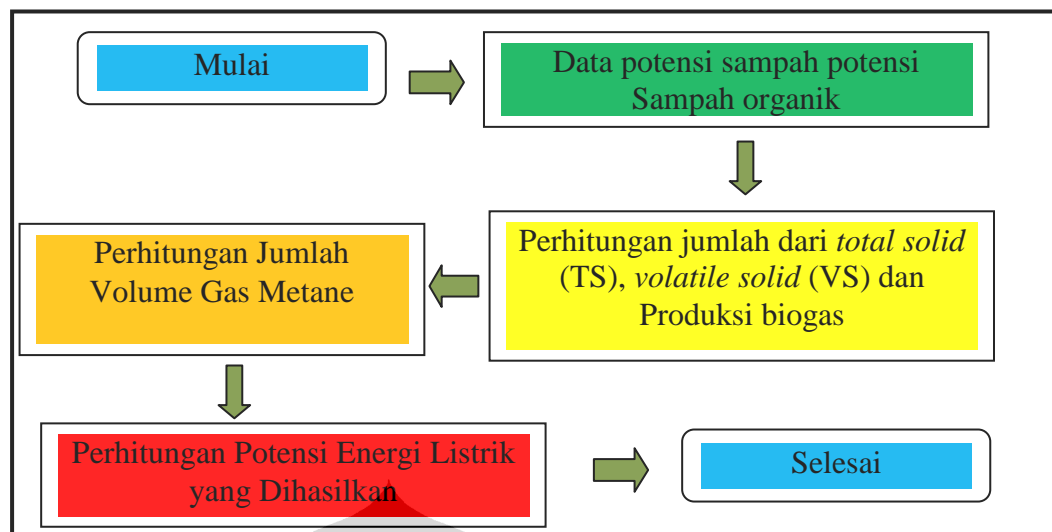 Mulai
Data potensi sampah potensi
Sampah organik
Perhitungan jumlah dari total solid
(TS), volatile solid (VS) dan
Produksi biogas
Perhitungan Jumlah
Volume Gas Metane
Perhitungan Potensi Energi Listrik
yang Dihasilkan
Selesai